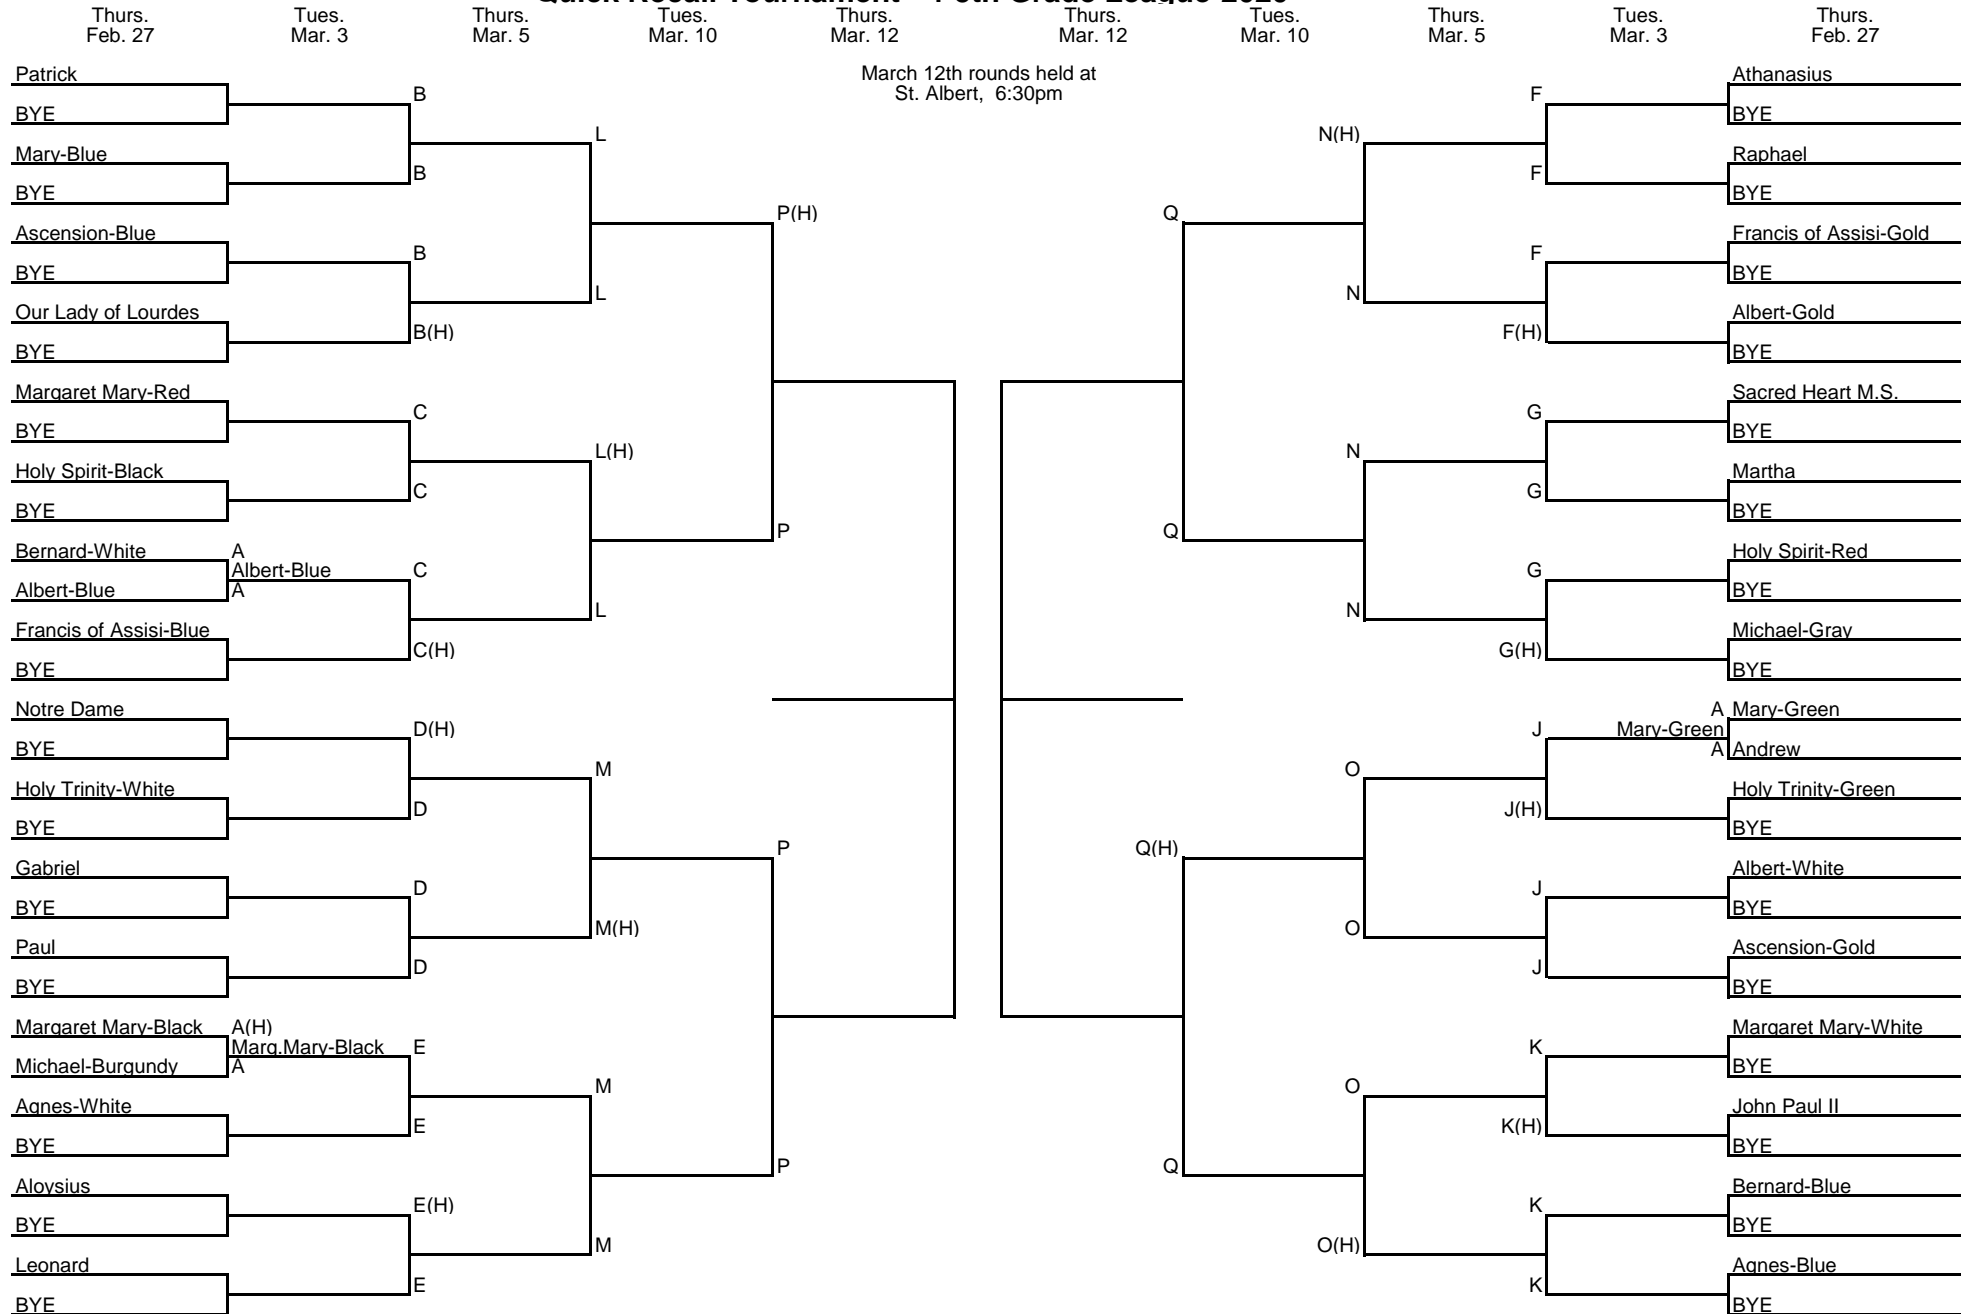 Thurs. Tues. Thurs. Tues. Thurs. Thurs. Tues. Thurs. Tues. Thurs.
Feb. 27 Mar. 3 Mar. 5 Mar. 10 Mar. 12 Mar. 12 Mar. 10 Mar. 5 Mar. 3 Feb. 27
Patrick March 12th rounds held at Athanasius
B St. Albert, 6:30pm F
BYE BYE
L N(H)
Mary-Blue Raphael
B F
BYE BYE
P(H) Q
Ascension-Blue Francis of Assisi-Gold
B F
BYE BYE
L N
Our Lady of Lourdes Albert-Gold
B(H) F(H)
BYE BYE
Margaret Mary-Red Sacred Heart M.S.
C G
BYE BYE
L(H) N
Holy Spirit-Black Martha
C G
BYE BYE
P Q
Bernard-White A Holy Spirit-Red
Albert-Blue C G
Albert-Blue A BYE
L N
Francis of Assisi-Blue Michael-Gray
C(H) G(H)
BYE BYE
Notre Dame A Mary-Green
D(H) J Mary-Green
BYE A Andrew
M O
Holy Trinity-White Holy Trinity-Green
D J(H)
BYE BYE
P Q(H)
Gabriel Albert-White
D J
BYE BYE
M(H) O
Paul Ascension-Gold
D J
BYE BYE
Margaret Mary-Black A(H) Margaret Mary-White
Marg.Mary-Black E K
Michael-Burgundy A BYE
M O
Agnes-White John Paul II
E K(H)
BYE BYE
P Q
Aloysius Bernard-Blue
E(H) K
BYE BYE
M O(H)
Leonard Agnes-Blue
E K
BYE BYE